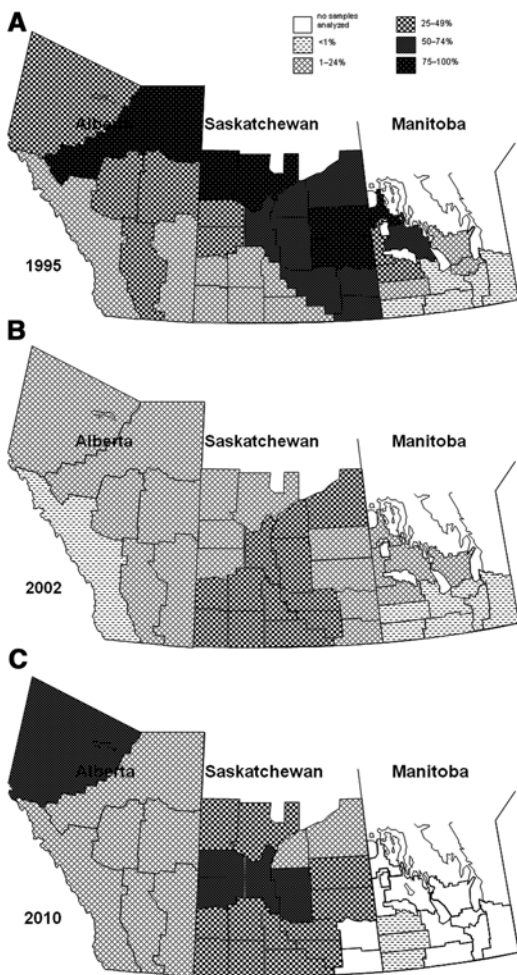 A
no samples
analyzed
<1%
1–24%
25–49%
50–74%
75–100%
Alberta
Saskatchewan
Manitoba
1995
B
Alberta
Saskatchewan
Manitoba
2002
C
Alberta
Saskatchewan
Manitoba
2010